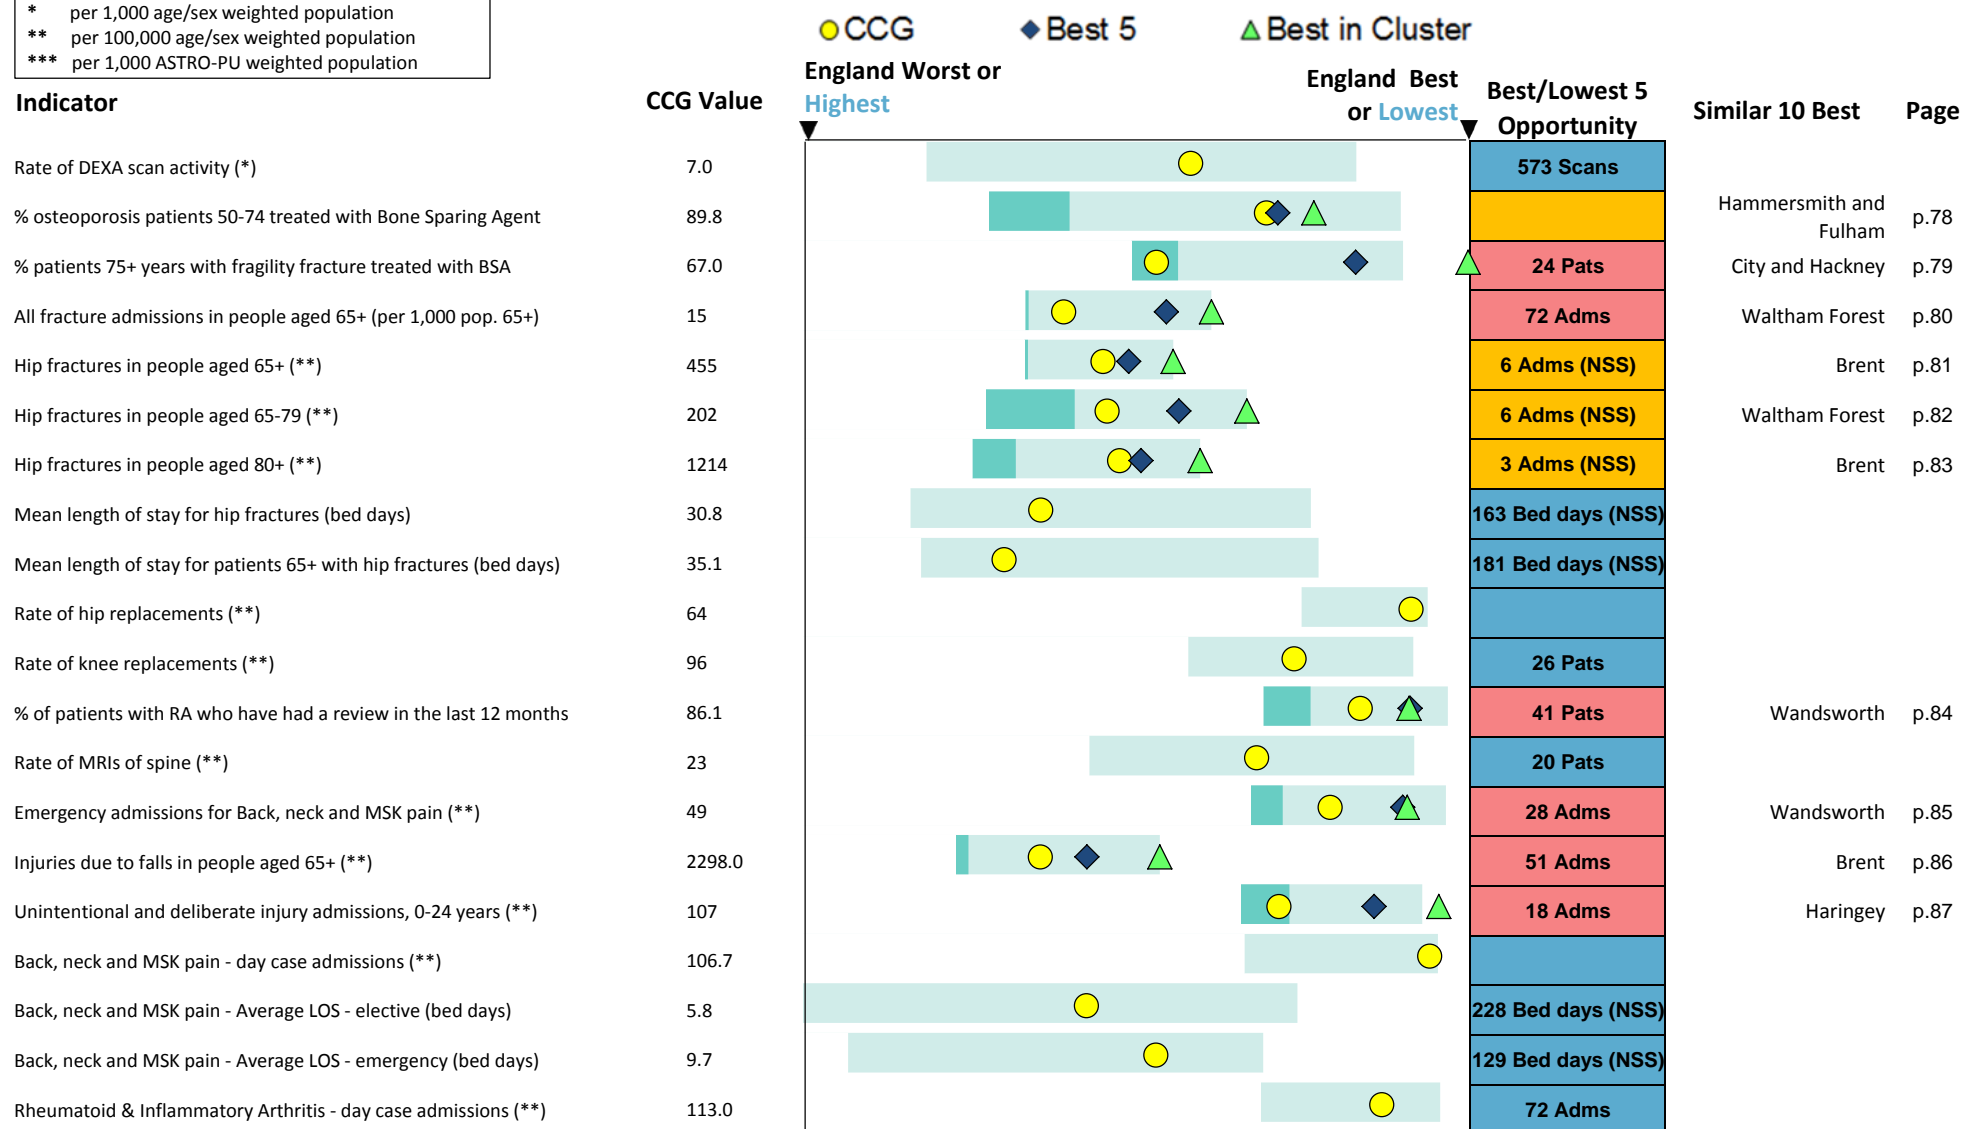 * per 1,000 age/sex weighted population
** per 100,000 age/sex weighted population
*** per 1,000 ASTRO-PU weighted population
CCG
Best 5
Best in Cluster
Indicator
CCG Value
England Worst or
Highest
England Best
or Lowest
Best/Lowest 5
Opportunity
Similar 10 Best
Page
Rate of DEXA scan activity (*) 7.0 573 Scans
% osteoporosis patients 50-74 treated with Bone Sparing Agent 89.8 Hammersmith and
Fulham p.78
% patients 75+ years with fragility fracture treated with BSA 67.0 24 Pats City and Hackney p.79
All fracture admissions in people aged 65+ (per 1,000 pop. 65+) 15 72 Adms Waltham Forest p.80
Hip fractures in people aged 65+ (**) 455 6 Adms (NSS) Brent p.81
Hip fractures in people aged 65-79 (**) 202 6 Adms (NSS) Waltham Forest p.82
Hip fractures in people aged 80+ (**) 1214 3 Adms (NSS) Brent p.83
Mean length of stay for hip fractures (bed days) 30.8 163 Bed days (NSS)
Mean length of stay for patients 65+ with hip fractures (bed days) 35.1 181 Bed days (NSS)
Rate of hip replacements (**) 64
Rate of knee replacements (**) 96 26 Pats
% of patients with RA who have had a review in the last 12 months 86.1 41 Pats Wandsworth p.84
Rate of MRIs of spine (**) 23 20 Pats
Emergency admissions for Back, neck and MSK pain (**) 49 28 Adms Wandsworth p.85
Injuries due to falls in people aged 65+ (**) 2298.0 51 Adms Brent p.86
Unintentional and deliberate injury admissions, 0-24 years (**) 107 18 Adms Haringey p.87
Back, neck and MSK pain - day case admissions (**) 106.7
Back, neck and MSK pain - Average LOS - elective (bed days) 5.8 228 Bed days (NSS)
Back, neck and MSK pain - Average LOS - emergency (bed days) 9.7 129 Bed days (NSS)
Rheumatoid & Inflammatory Arthritis - day case admissions (**) 113.0 72 Adms